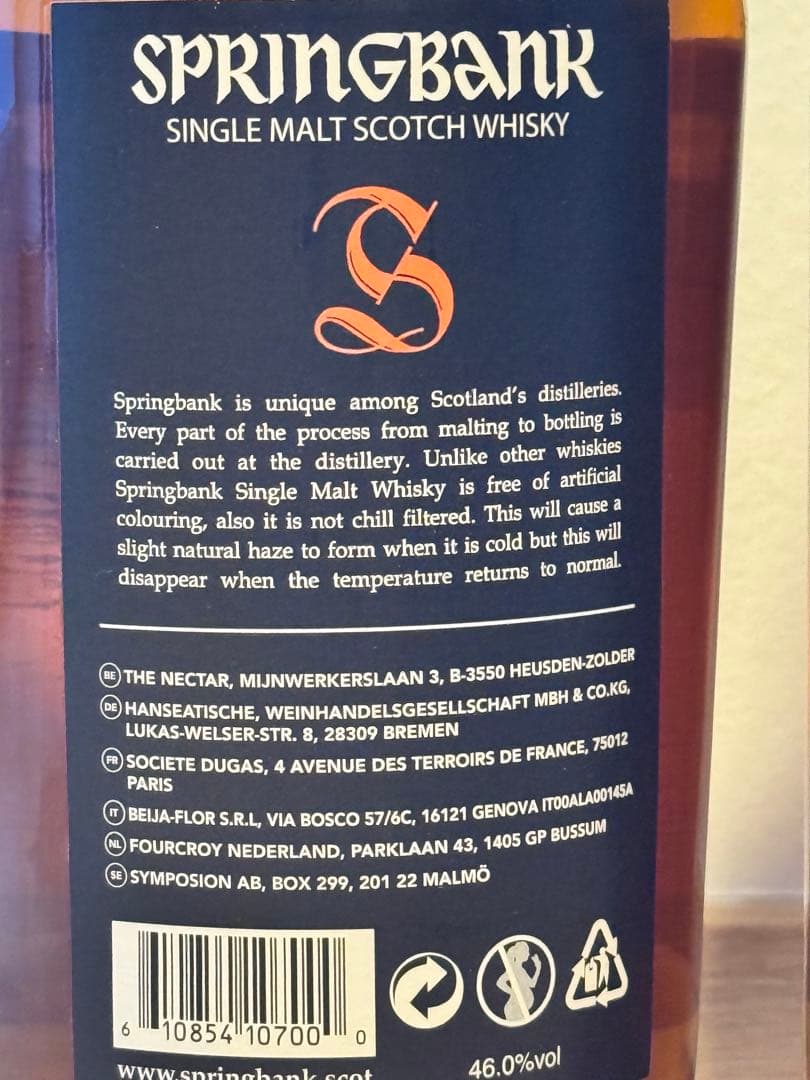 SPRINGBANK
SINGLE MALT SCOTCH WHISKY
S
Springbank is unique among Scotland's distilleries.
Every part of the process from malting to bottling is
carried out at the distillery. Unlike other whiskies
Springbank Single Malt Whisky is free of artificial
colouring, also it is not chill filtered. This will cause a
slight natural haze to form when it is cold but this will
disappear when the temperature returns to normal.
BE THE NECTAR, MIJNWERKERSLAAN 3, B-3550 HEUSDEN-ZOLDER
DE HANSEATISCHE, WEINHANDELSGESELLSCHAFT MBH & CO.KG,
LUKAS-WELSER-STR. 8, 28309 BREMEN
FR SOCIETE DUGAS, 4 AVENUE DES TERROIRS DE FRANCE, 75012
PARIS
IT BEIJA-FLOR S.R.L, VIA BOSCO 57/6C, 16121 GENOVA IT00ALA00145A
NL FOURCROY NEDERLAND, PARKLAAN 43, 1405 GP BUSSUM
SE SYMPOSION AB, BOX 299, 201 22 MALMÖ
6 10854 10700 0
www.springbank.scot
46.0%vol